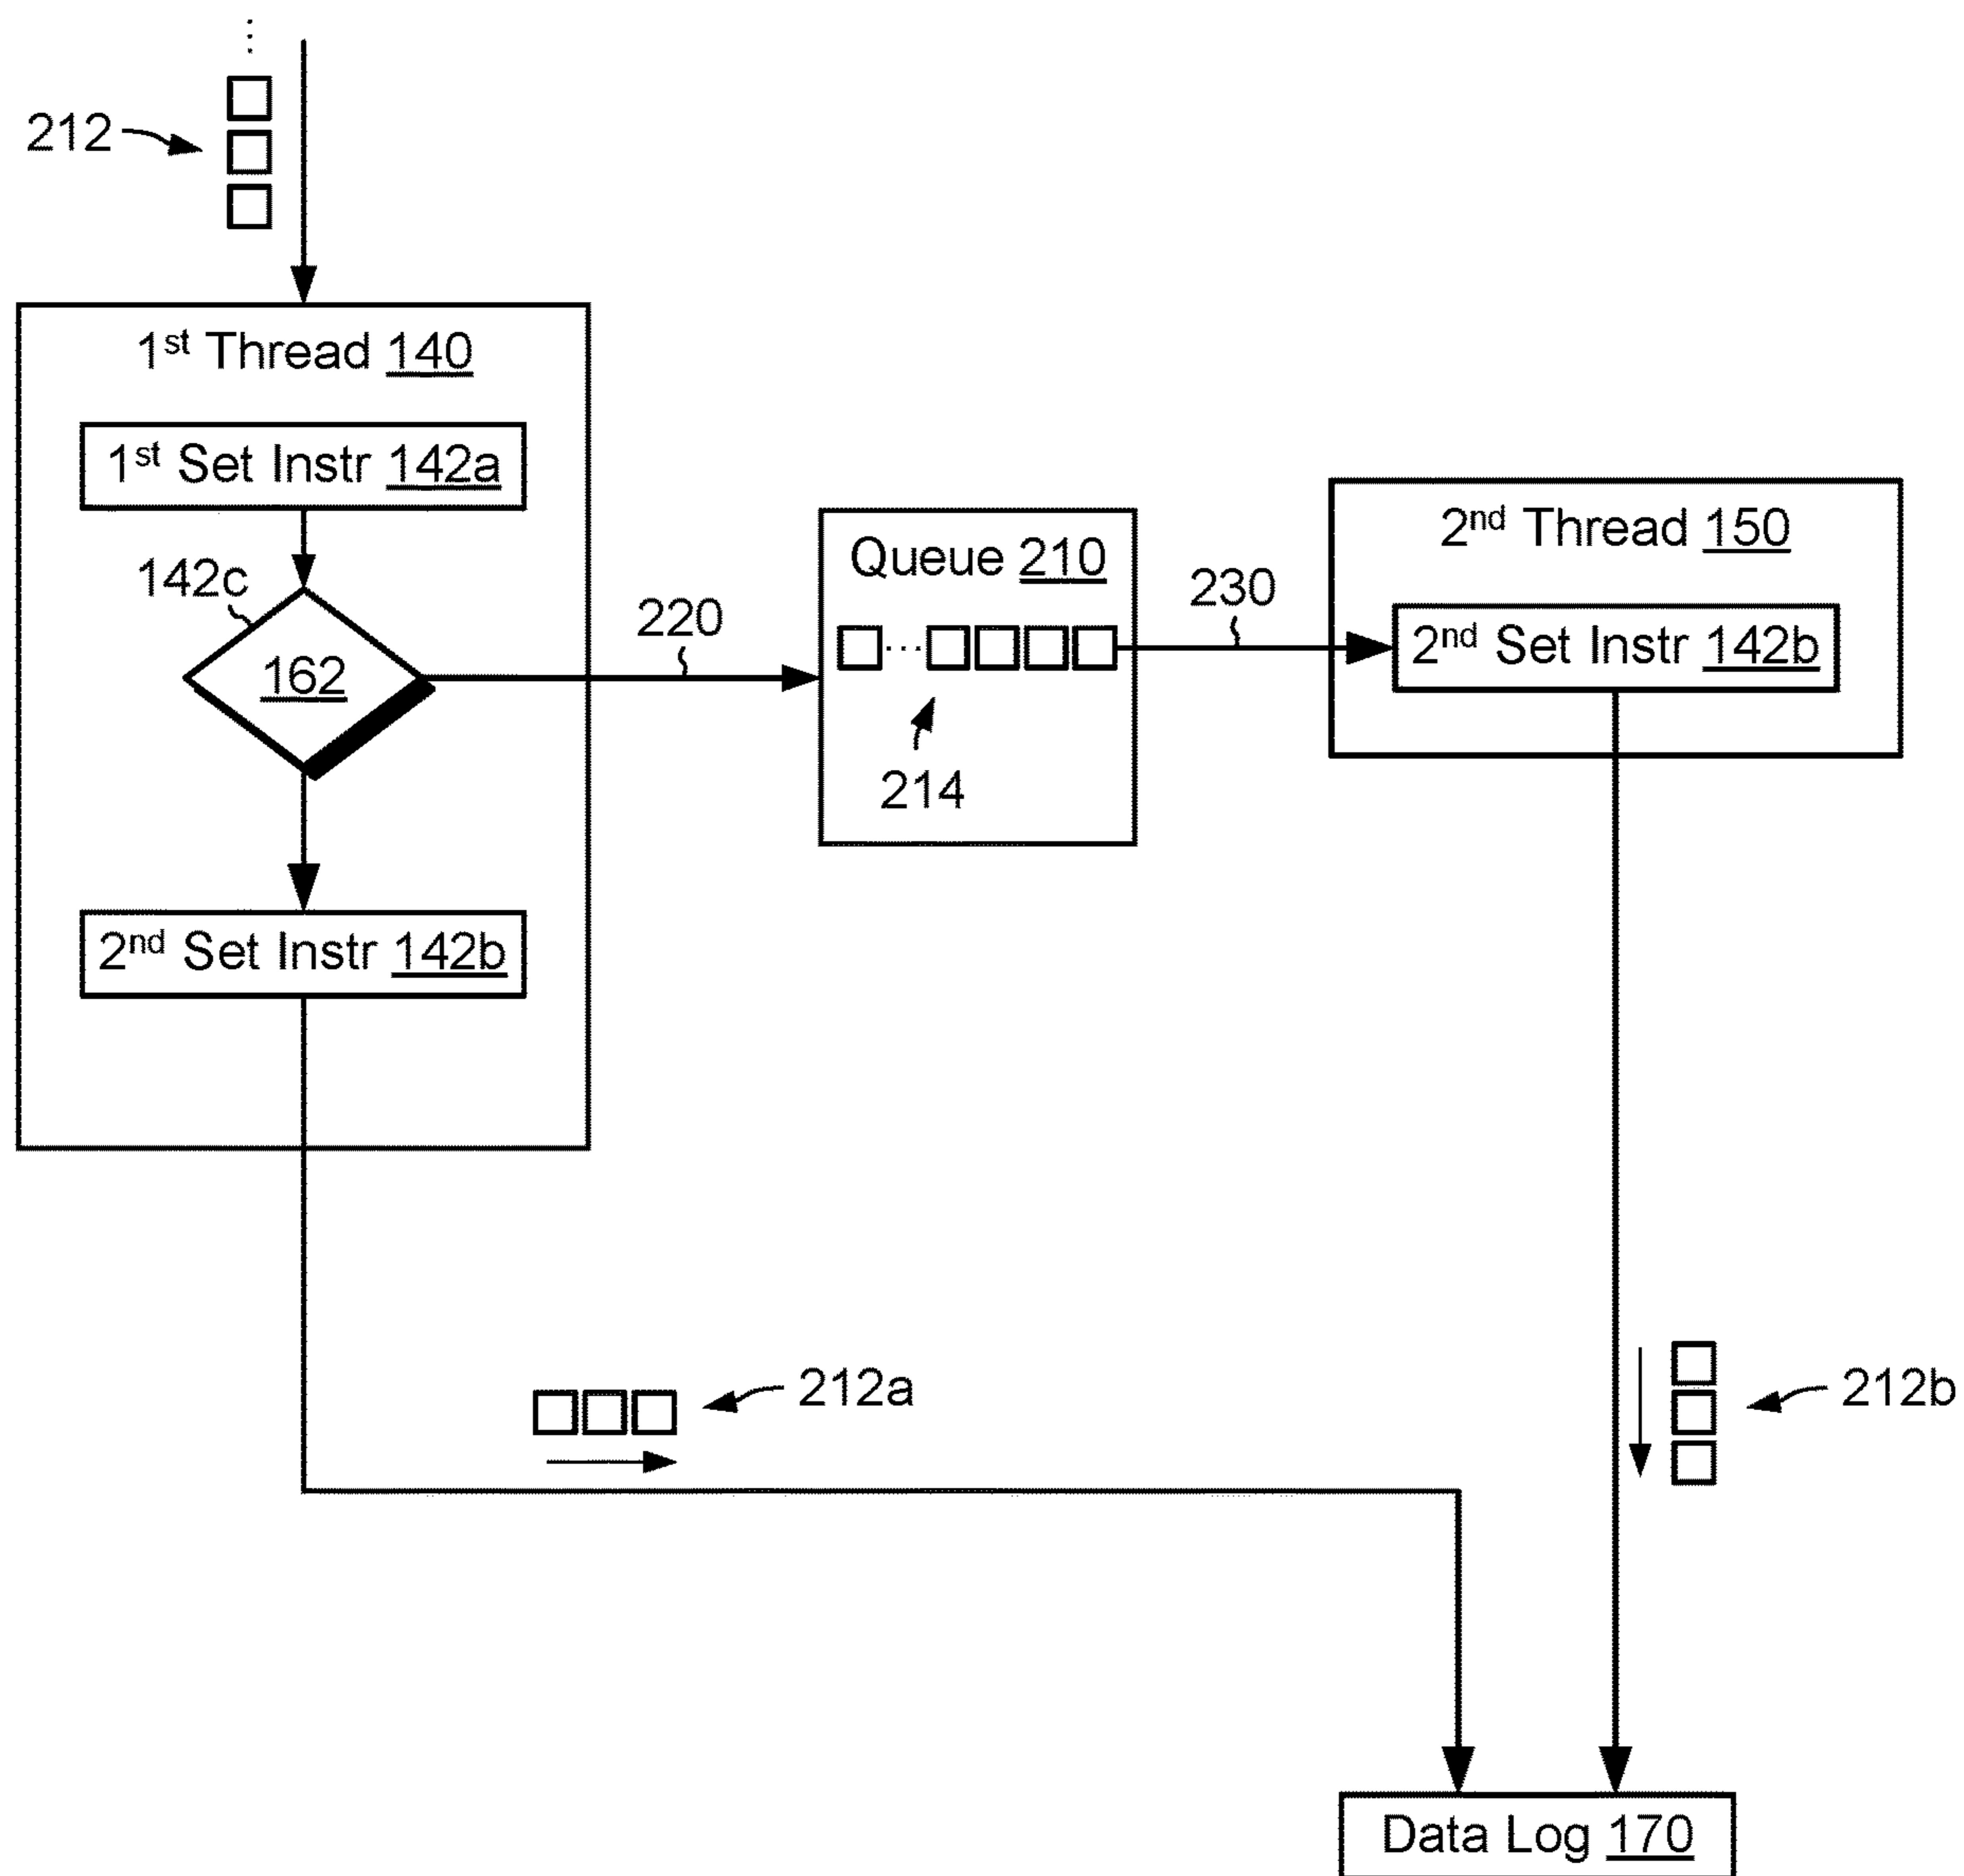 212
1st Thread 140
1st Set Instr 142a
142c
162
2nd Set Instr 142b
220
Queue 210
214
230
2nd Thread 150
2nd Set Instr 142b
212a
212b
Data Log 170